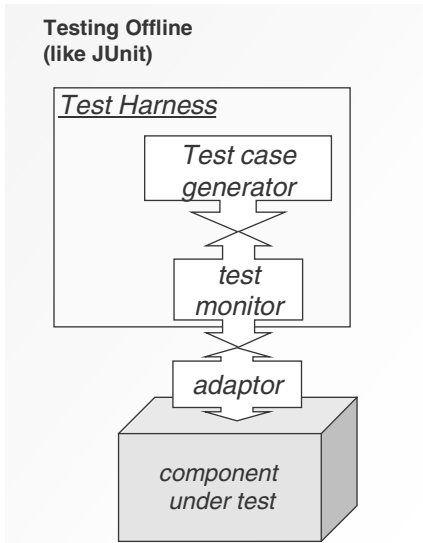 Testing Offline
(like JUnit)
Test Harness
Test case
generator
test
monitor
adaptor
component
under test